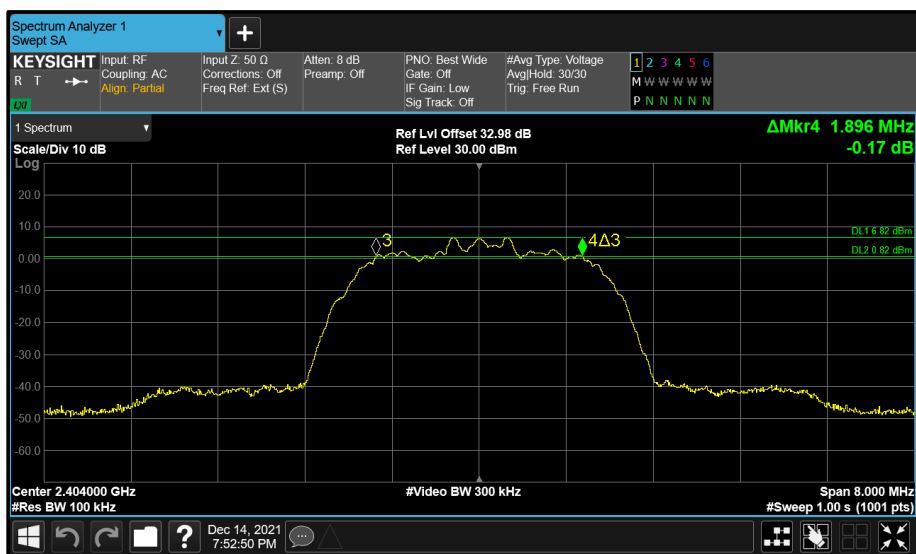 Spectrum Analyzer 1
Swept SA
▼
+
KEYSIGHT
R T
LXI
Input: RF
Coupling: AC
Align: Partial
Input Z: 50 Ω
Corrections: Off
Freq Ref: Ext (S)
Atten: 8 dB
Preamp: Off
PNO: Best Wide
Gate: Off
IF Gain: Low
Sig Track: Off
#Avg Type: Voltage
Avg|Hold: 30/30
Trig: Free Run
1 2 3 4 5 6
M W W W W W
P N N N N N
1 Spectrum ▼
Scale/Div 10 dB
Ref Lvl Offset 32.98 dB
Ref Level 30.00 dBm
ΔMkr4 1.896 MHz
-0.17 dB
Log
20.0
10.0
0.00
-10.0
-20.0
-30.0
-40.0
-50.0
-60.0
3
4Δ3
DL1 6.82 dBm
DL2 0.82 dBm
Center 2.404000 GHz
#Res BW 100 kHz
#Video BW 300 kHz
Span 8.000 MHz
#Sweep 1.00 s (1001 pts)
?
Dec 14, 2021
7:52:50 PM